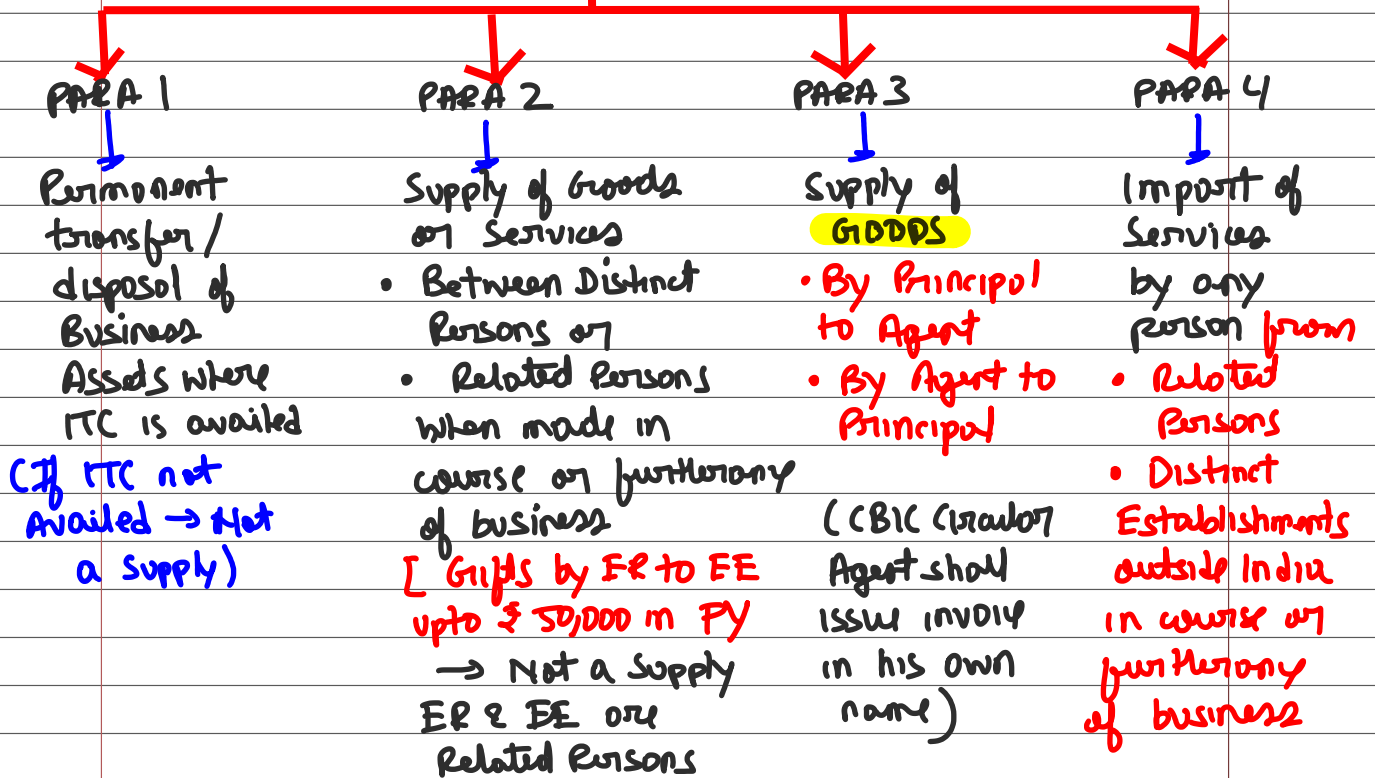 PARA 1
Permanent
transfer/
disposal of
Business
Assets where
ITC is availed
(If ITC not
Availed → Not
a supply)
PARA 2
Supply of Goods
or Services
• Between Distinct
Persons or
• Related Persons
when made in
course or furtherany
of business
[ Gifts by ER to EE
upto ₹ 50,000 in FY
→ Not a Supply
ER & EE are
Related Persons
PARA 3
Supply of
GOODS
• By Principal
to Agent
• By Agent to
Principal
(CBIC Circular
Agent shall
issue invoice
in his own
name)
PARA 4
Import of
Services
by any
person from
• Related
Persons
• Distinct
Establishments
outside India
in course or
furtherany
of business